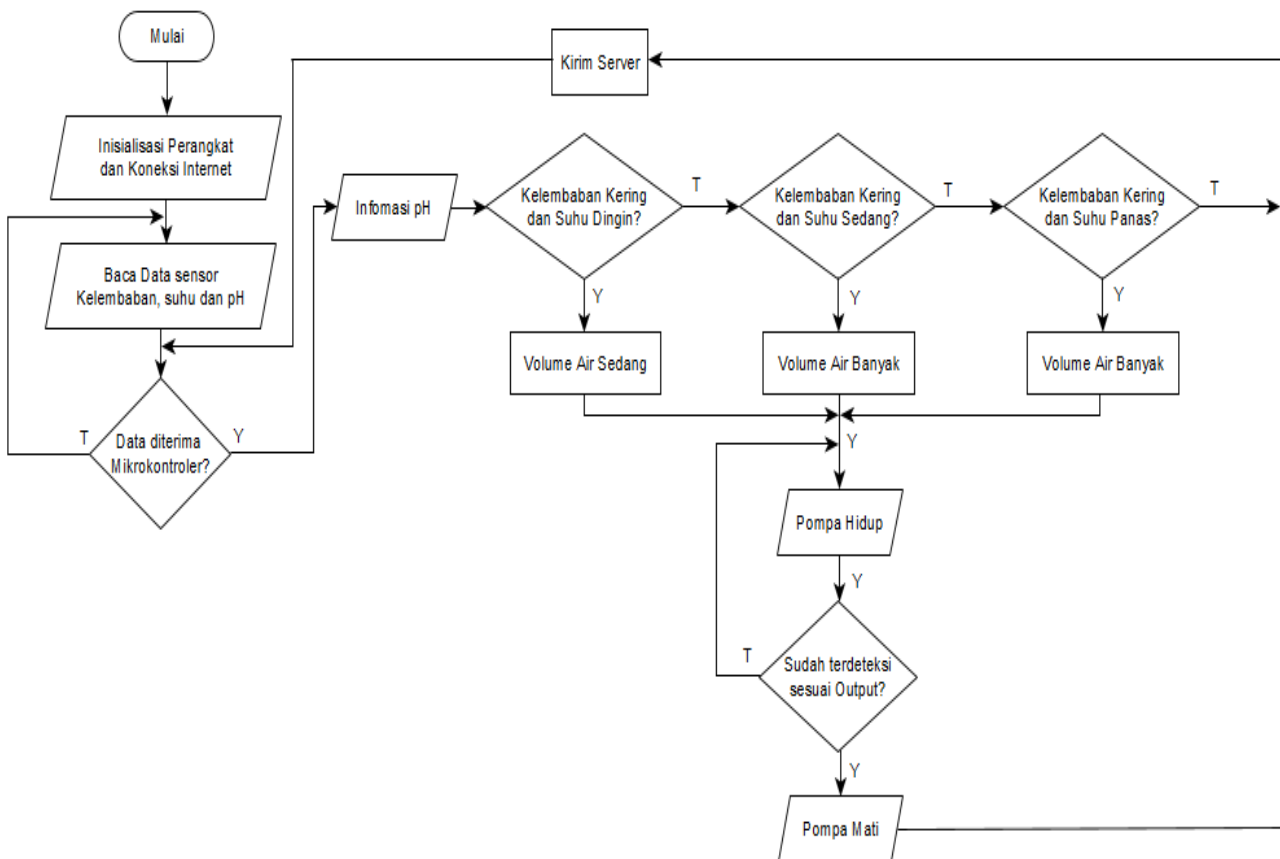 Mulai
Kirim Server
Inisialisasi Perangkat
dan Koneksi Internet
Baca Data sensor
Kelembaban, suhu dan pH
Data diterima
Mikrokontroler?
T
Y
Infomasi pH
Kelembaban Kering
dan Suhu Dingin?
T
Y
Kelembaban Kering
dan Suhu Sedang?
T
Y
Kelembaban Kering
dan Suhu Panas?
T
Y
Volume Air Sedang
Volume Air Banyak
Volume Air Banyak
Y
Pompa Hidup
Y
Sudah terdeteksi
sesuai Output?
T
Y
Pompa Mati